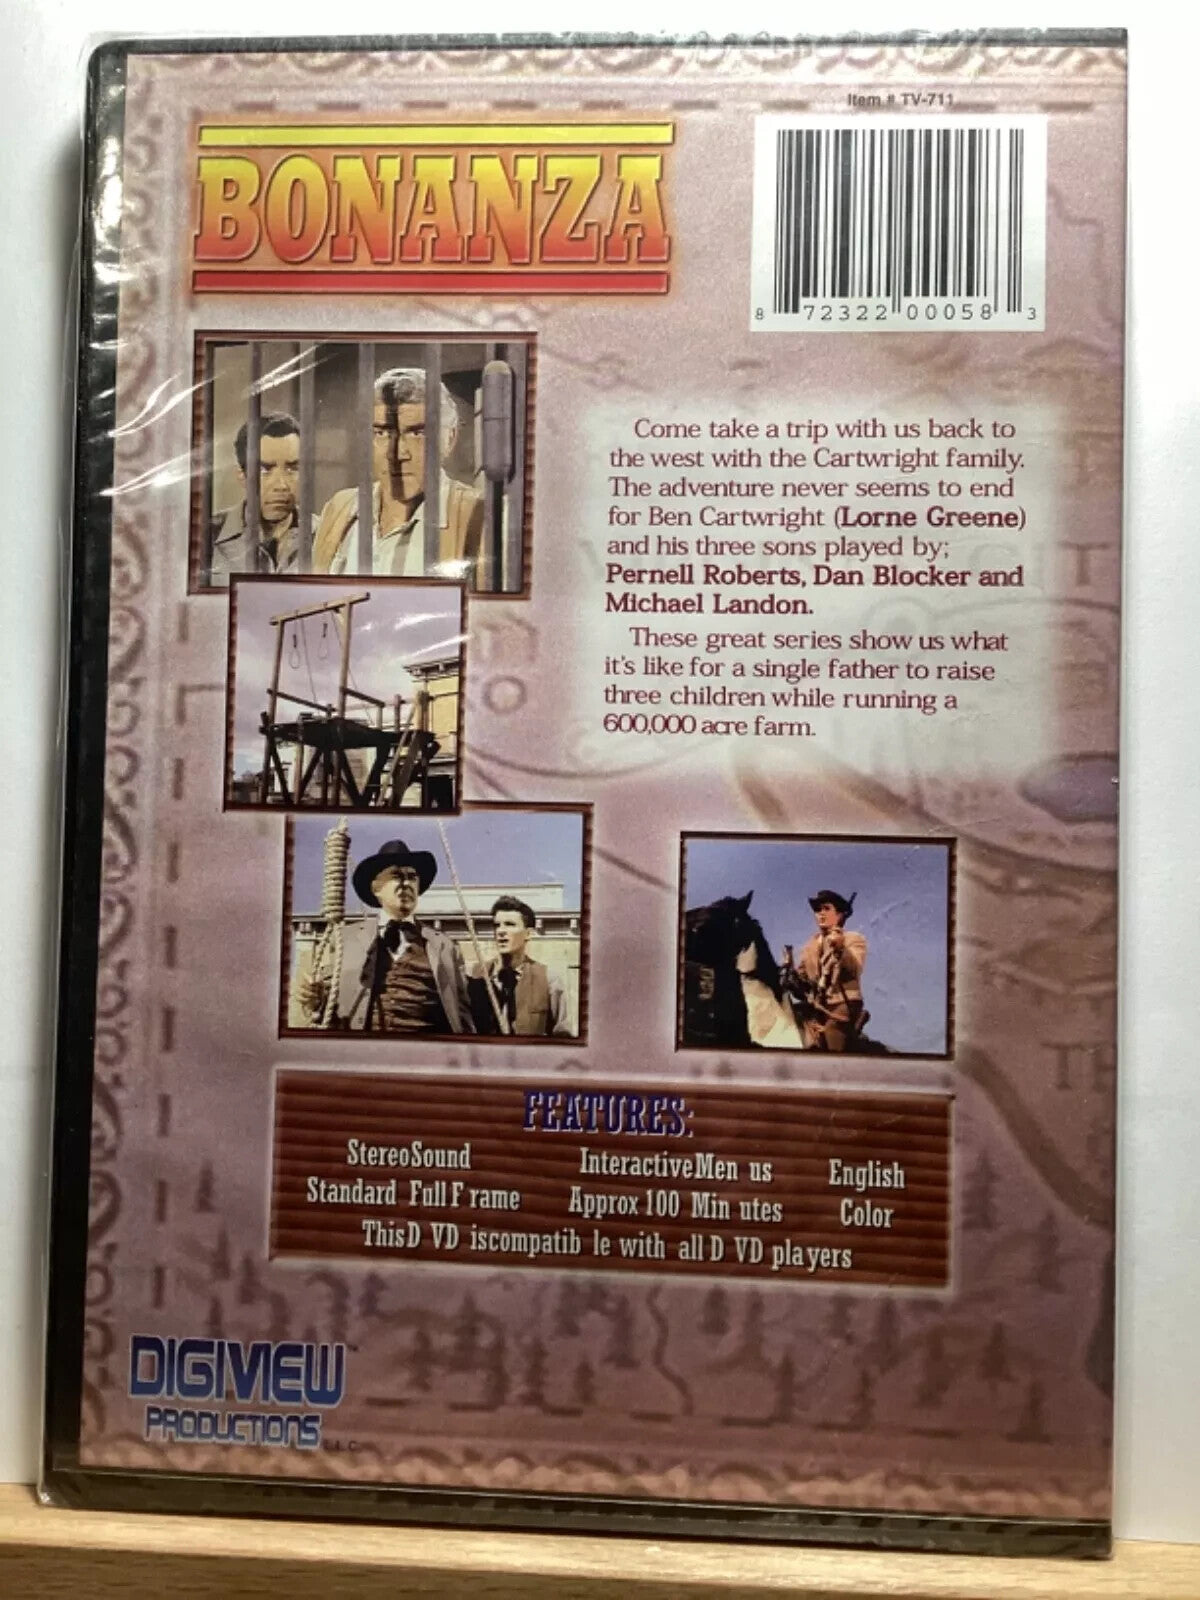 Item # TV-711
BONANZA
8 72322 00058 3
Come take a trip with us back to
the west with the Cartwright family.
The adventure never seems to end
for Ben Cartwright (Lorne Greene)
and his three sons played by;
Pernell Roberts, Dan Blocker and
Michael Landon.
These great series show us what
it's like for a single father to raise
three children while running a
600,000 acre farm.
FEATURES:
StereoSound InteractiveMen us English
Standard FullF rame Approx 100 Min utes Color
ThisD VD iscompatib le with all D VD players
DIGIVIEW™
PRODUCTIONS LLC